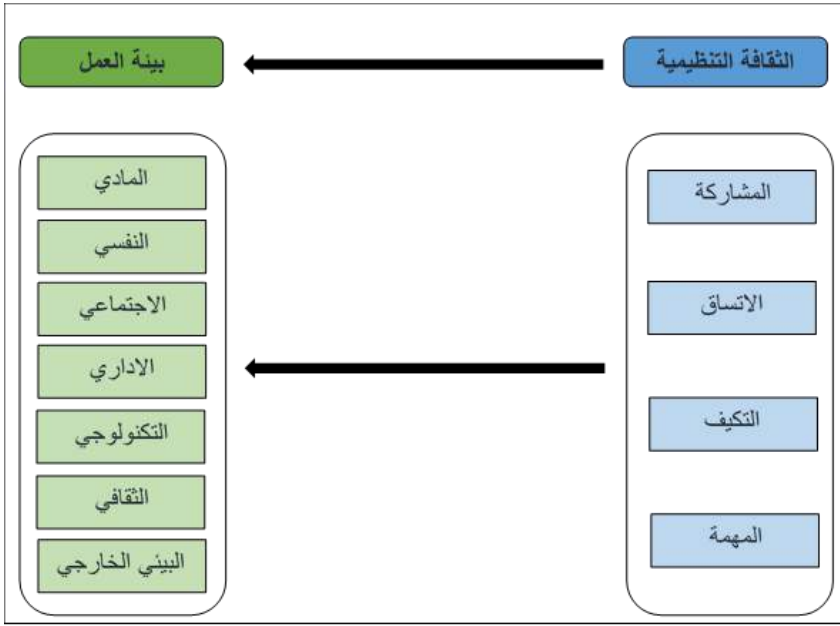 الثقافة التنظيمية
بيئة العمل
المشاركة
الاتساق
التكيف
المهمة
المادي
النفسي
الاجتماعي
الاداري
التكنولوجي
الثقافي
البيئي الخارجي